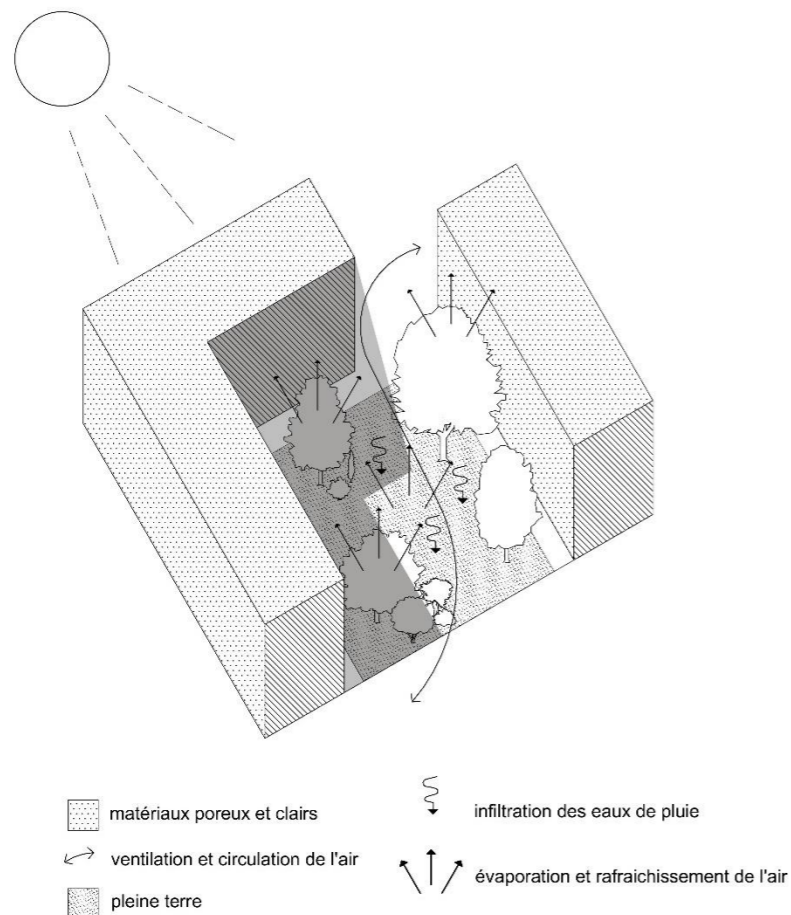 matériaux poreux et clairs
ventilation et circulation de l'air
pleine terre
infiltration des eaux de pluie
évaporation et rafraichissement de l'air